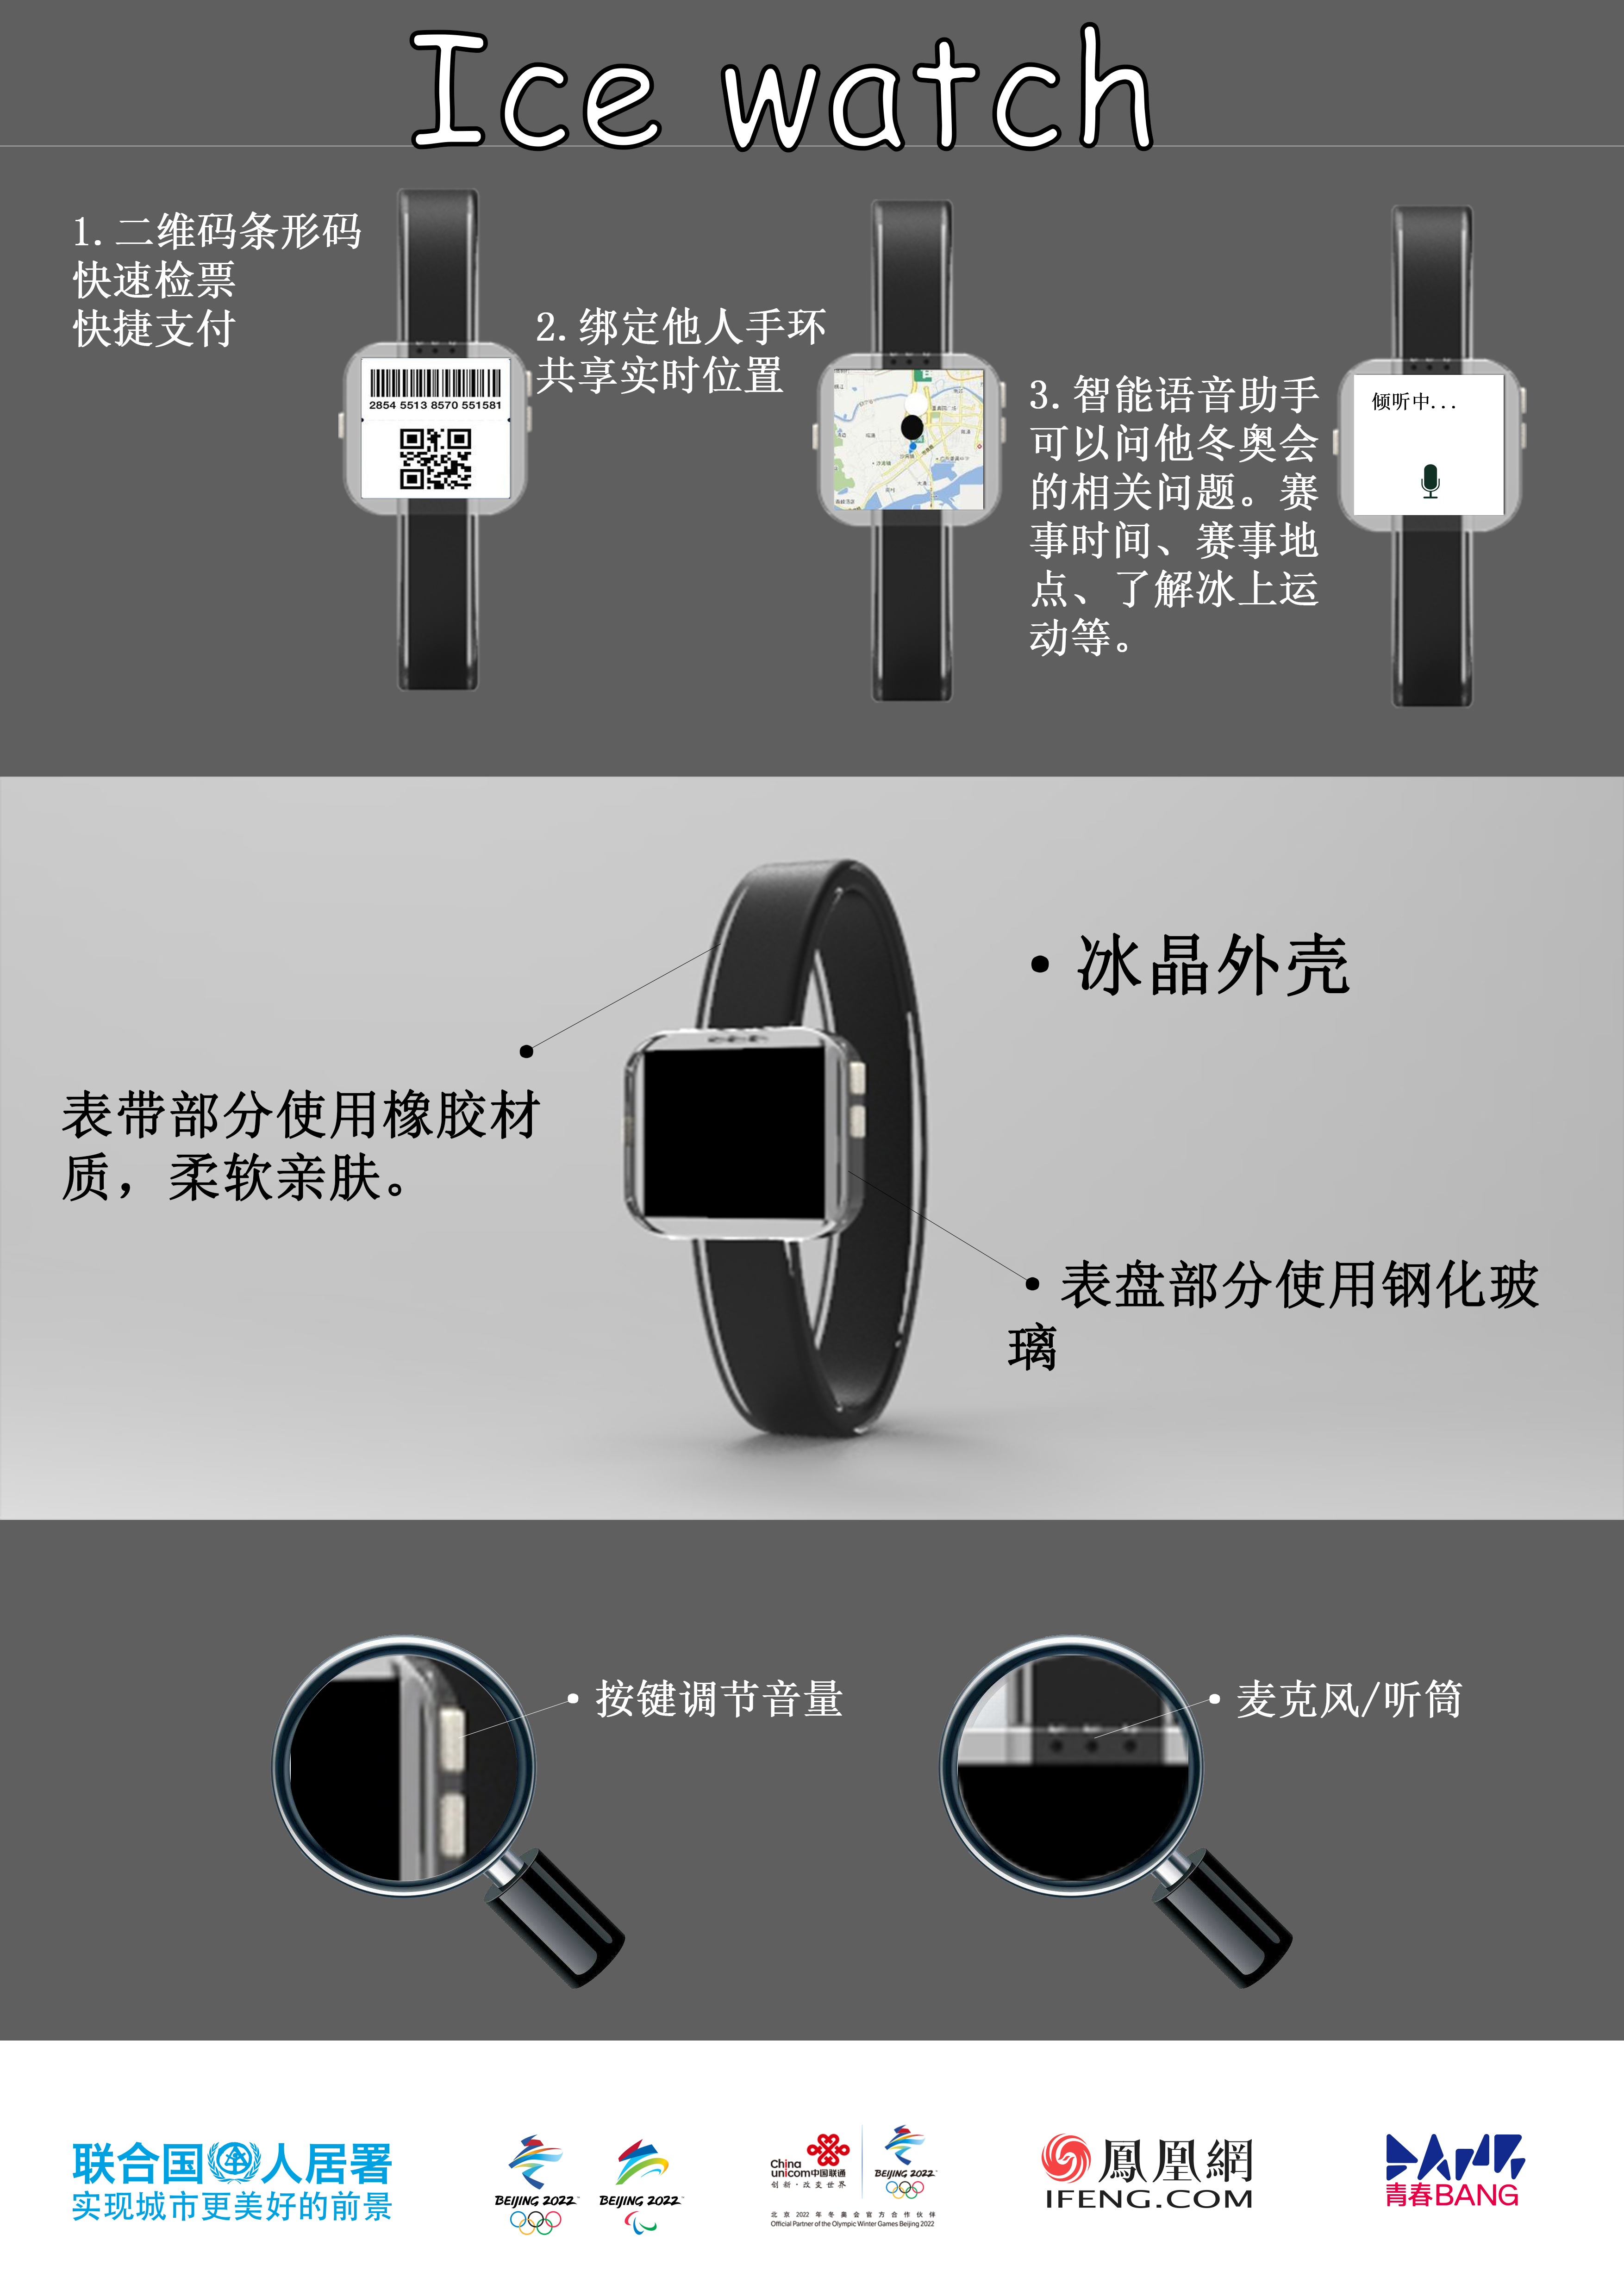 Ice watch
1.二维码条形码
快速检票
快捷支付
2854 5513 8570 551581
2.绑定他人手环
共享实时位置
3.智能语音助手
可以问他冬奥会
的相关问题。赛
事时间、赛事地
点、了解冰上运
动等。
倾听中...
• 冰晶外壳
表带部分使用橡胶材
质，柔软亲肤。
• 表盘部分使用钢化玻
璃
按键调节音量
麦克风/听筒
联合国人居署
实现城市更美好的前景
BEIJING 2022™
BEIJING 2022™
China
unicom中国联通
创新·改变世界
BEIJING 2022™
北京2022年冬奥会官方合作伙伴
Official Partner of the Olympic Winter Games Beijing 2022
鳳凰網
IFENG.COM
BANG
青春BANG